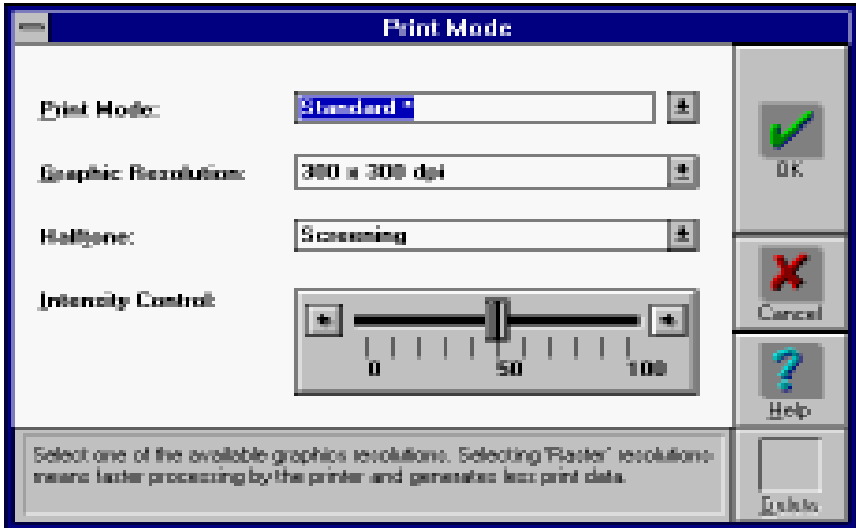 Print Mode
Print Mode:
Standard *
Graphic Resolution:
300 x 300 dpi
Halftone:
Screening
Intensity Control:
0 50 100
OK
Cancel
Help
Delete
Select one of the available graphics resolutions. Selecting 'Raster' resolutions
means faster processing by the printer and generates less print data.